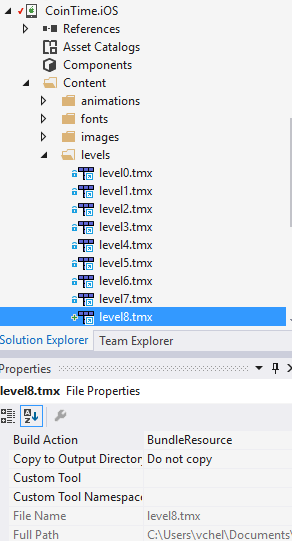 CoinTime.iOS
References
Asset Catalogs
Components
Content
animations
fonts
images
levels
level0.tmx
level1.tmx
level2.tmx
level3.tmx
level4.tmx
level5.tmx
level6.tmx
level7.tmx
level8.tmx
Solution Explorer Team Explorer
Properties
level8.tmx File Properties
Build Action BundleResource
Copy to Output Director Do not copy
Custom Tool
Custom Tool Namespac
File Name level8.tmx
Full Path C:\Users\vchel\Documents\